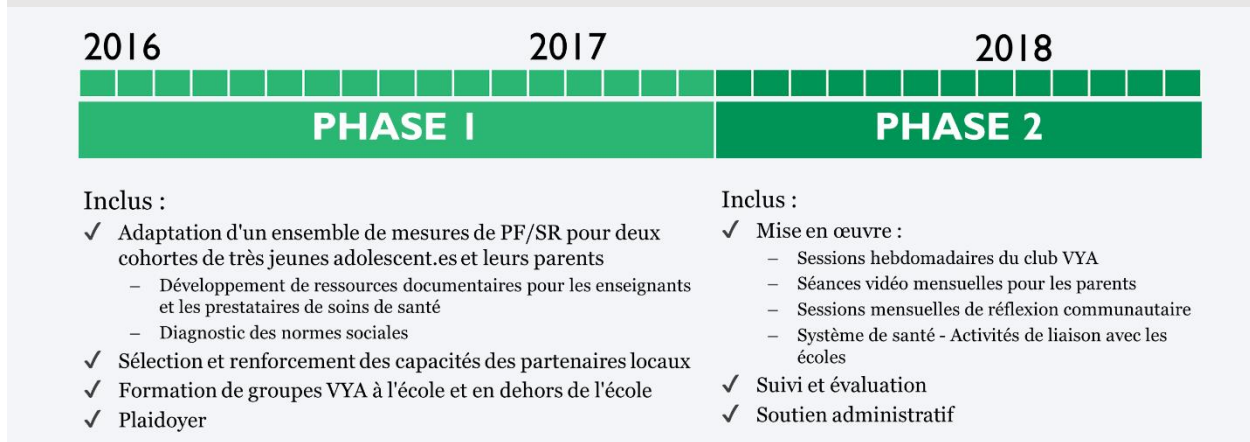 2016 2017 2018
PHASE I PHASE 2
Inclus :
✓ Adaptation d'un ensemble de mesures de PF/SR pour deux
cohortes de très jeunes adolescent.es et leurs parents
– Développement de ressources documentaires pour les enseignants
et les prestataires de soins de santé
– Diagnostic des normes sociales
✓ Sélection et renforcement des capacités des partenaires locaux
✓ Formation de groupes VYA à l'école et en dehors de l'école
✓ Plaidoyer
Inclus :
✓ Mise en œuvre :
– Sessions hebdomadaires du club VYA
– Séances vidéo mensuelles pour les parents
– Sessions mensuelles de réflexion communautaire
– Système de santé - Activités de liaison avec les
écoles
✓ Suivi et évaluation
✓ Soutien administratif